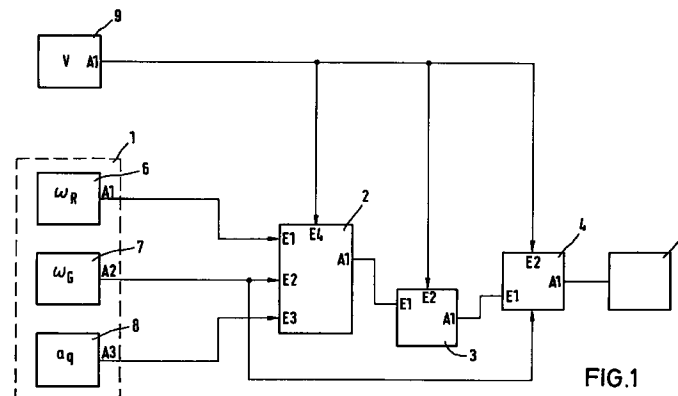 9
V A1
1
6
ω_R A1
7
ω_G A2
8
a_q A3
2
E4
E1
E2
E3
A1
E1 E2
A1
3
4
E2
E1
A1
FIG.1